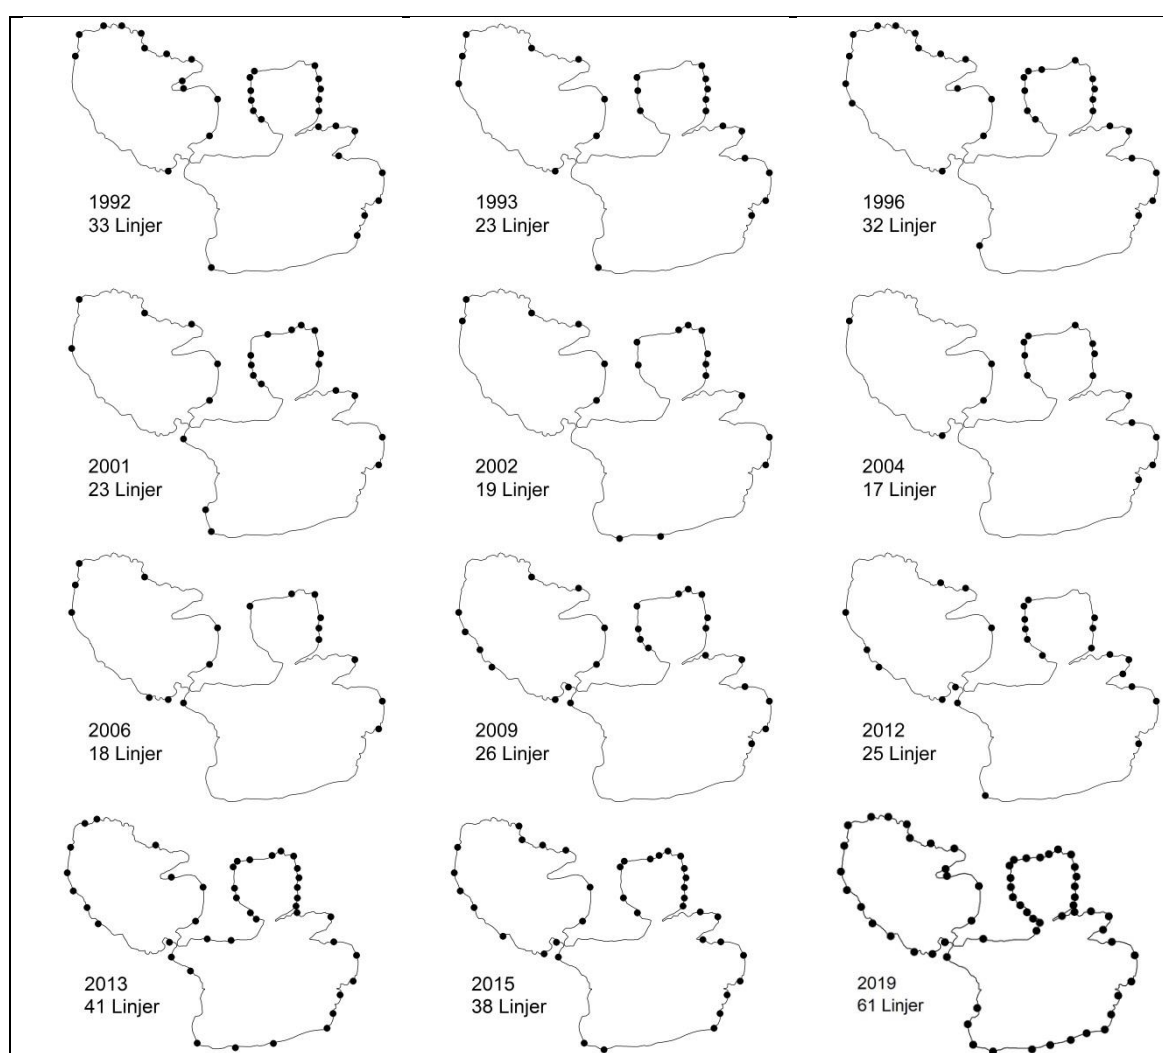 1992
33 Linjer
1993
23 Linjer
1996
32 Linjer
2001
23 Linjer
2002
19 Linjer
2004
17 Linjer
2006
18 Linjer
2009
26 Linjer
2012
25 Linjer
2013
41 Linjer
2015
38 Linjer
2019
61 Linjer